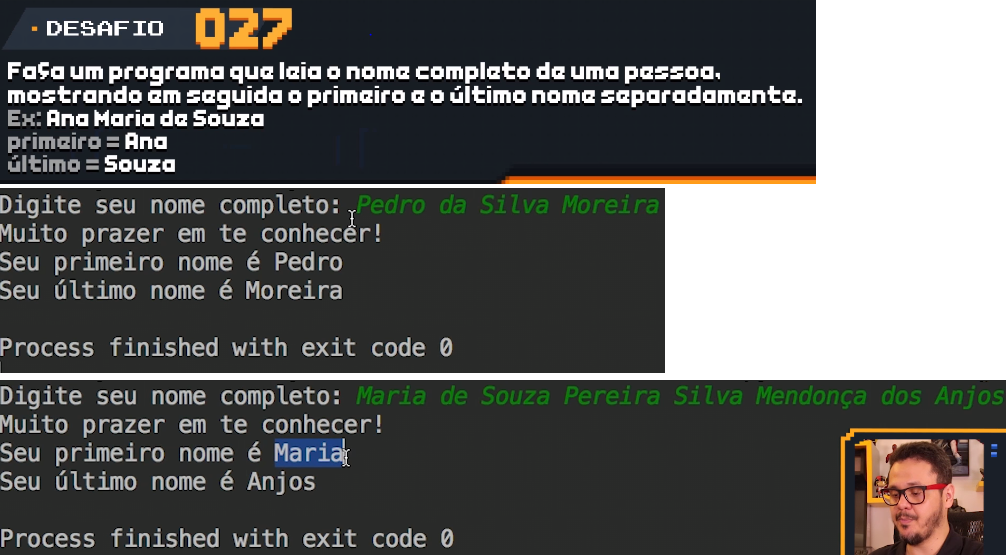 DESAFIO 027
Faça um programa que leia o nome completo de uma pessoa,
mostrando em seguida o primeiro e o último nome separadamente.
Ex: Ana Maria de Souza
primeiro = Ana
último = Souza
Digite seu nome completo: Pedro da Silva Moreira
Muito prazer em te conhecer!
Seu primeiro nome é Pedro
Seu último nome é Moreira
Process finished with exit code 0
Digite seu nome completo: Maria de Souza Pereira Silva Mendonça dos Anjos
Muito prazer em te conhecer!
Seu primeiro nome é Maria
Seu último nome é Anjos
Process finished with exit code 0